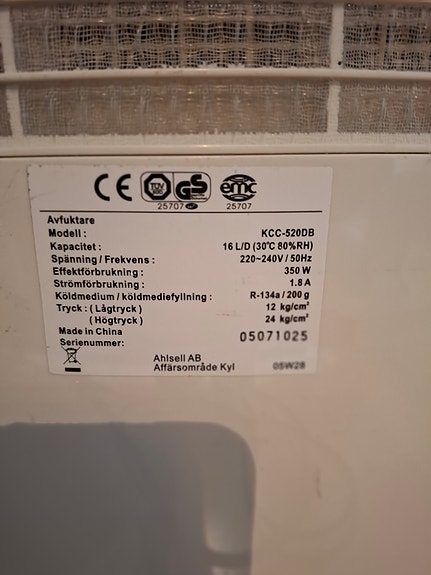 CE TÜV GS emc
25707 25707
Avfuktare
Modell : KCC-520DB
Kapacitet : 16 L/D (30℃ 80%RH)
Spänning / Frekvens : 220~240V / 50Hz
Effektförbrukning : 350 W
Strömförbrukning : 1.8 A
Köldmedium / köldmediefyllning : R-134a / 200 g
Tryck : ( Lågtryck ) 12 kg/cm²
( Högtryck ) 24 kg/cm²
Made in China
Serienummer: 05071025
Ahlsell AB
Affärsområde Kyl 05W28